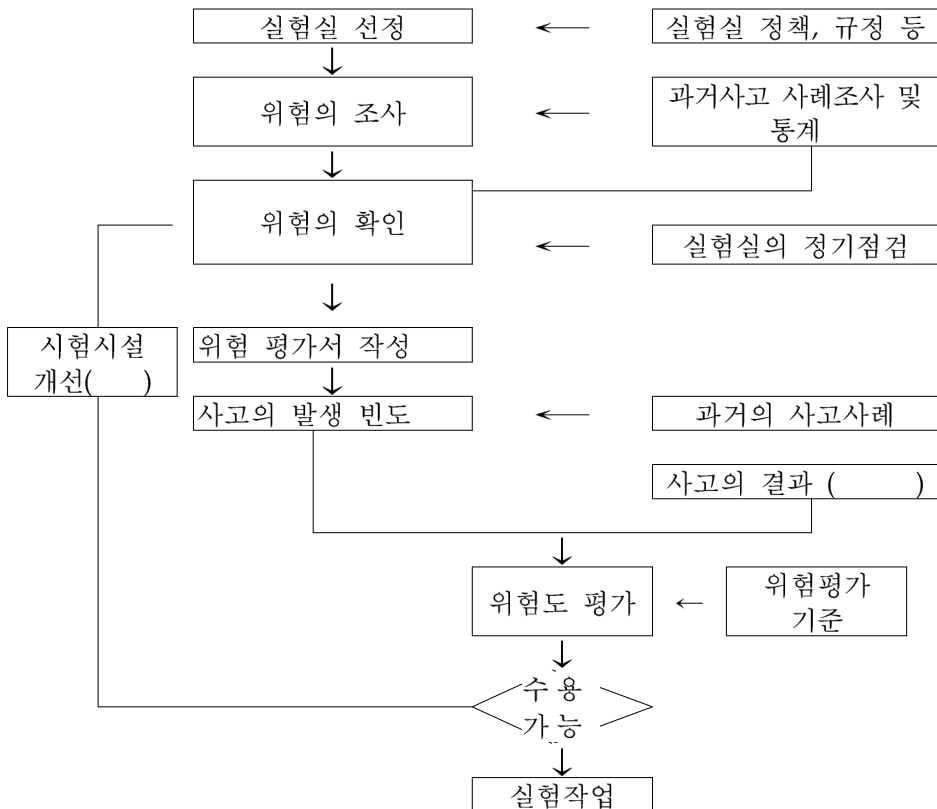 실험실 선정
실험실 정책, 규정 등
위험의 조사
과거사고 사례조사 및
통계
위험의 확인
실험실의 정기점검
시험시설
개선( )
위험 평가서 작성
사고의 발생 빈도
과거의 사고사례
사고의 결과 ( )
위험도 평가
위험평가
기준
수용
가능
실험작업